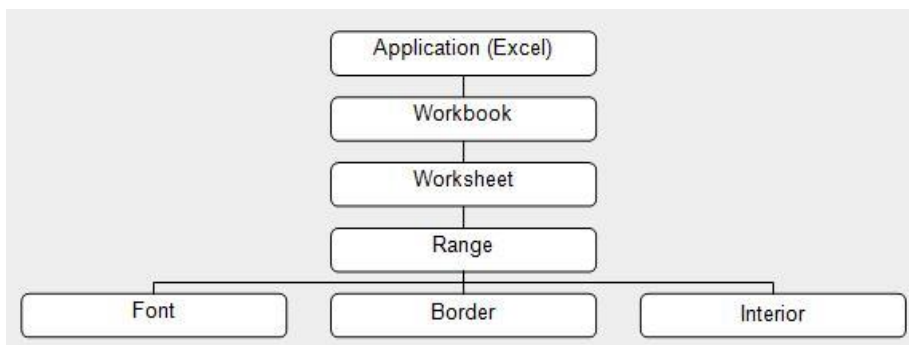 Application (Excel)
Workbook
Worksheet
Range
Font
Border
Interior